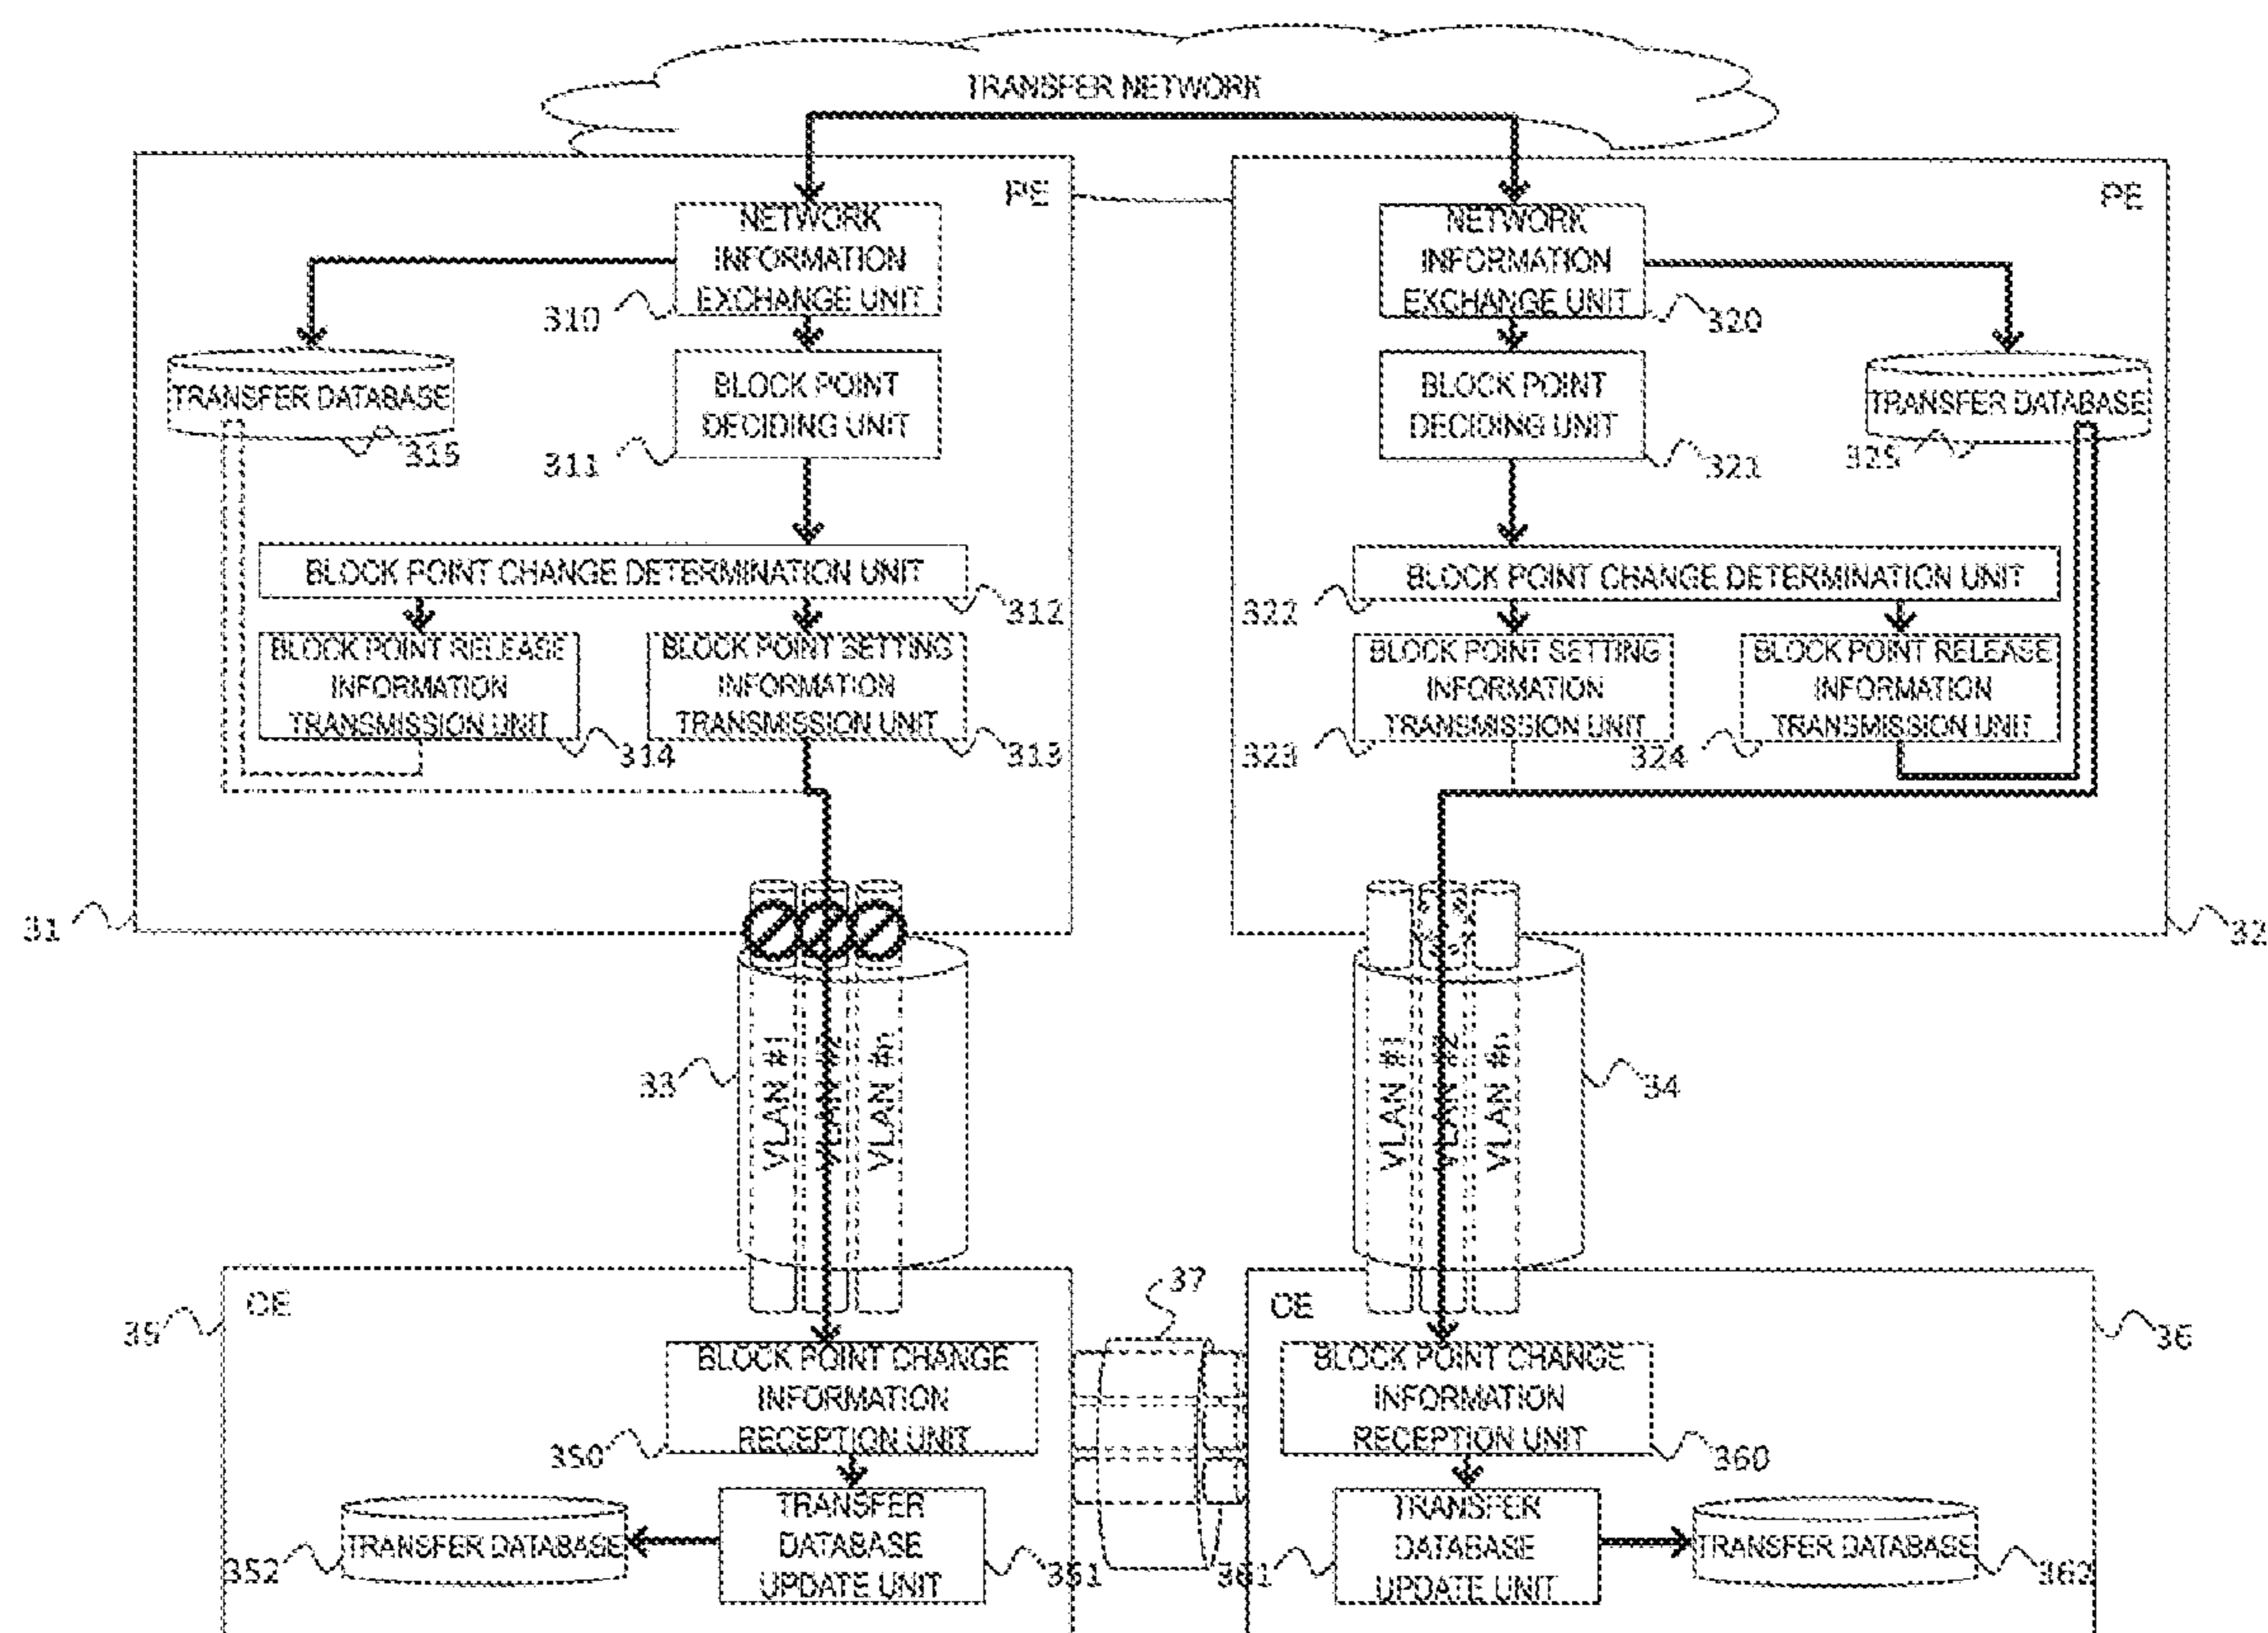 TRANSFER NETWORK
PE
PE
NETWORK
INFORMATION
EXCHANGE UNIT
310
NETWORK
INFORMATION
EXCHANGE UNIT
320
TRANSFER DATABASE
315
BLOCK POINT
DECIDING UNIT
311
BLOCK POINT
DECIDING UNIT
321
TRANSFER DATABASE
325
BLOCK POINT CHANGE DETERMINATION UNIT
312
BLOCK POINT CHANGE DETERMINATION UNIT
322
BLOCK POINT RELEASE
INFORMATION
TRANSMISSION UNIT
314
BLOCK POINT SETTING
INFORMATION
TRANSMISSION UNIT
313
BLOCK POINT SETTING
INFORMATION
TRANSMISSION UNIT
323
BLOCK POINT RELEASE
INFORMATION
TRANSMISSION UNIT
324
31
32
33
VLAN #1
VLAN #2
VLAN #n
VLAN #1
VLAN #2
VLAN #n
34
35
CE
37
CE
36
BLOCK POINT CHANGE
INFORMATION
RECEPTION UNIT
350
BLOCK POINT CHANGE
INFORMATION
RECEPTION UNIT
360
TRANSFER DATABASE
352
TRANSFER
DATABASE
UPDATE UNIT
351
361
TRANSFER
DATABASE
UPDATE UNIT
TRANSFER DATABASE
362